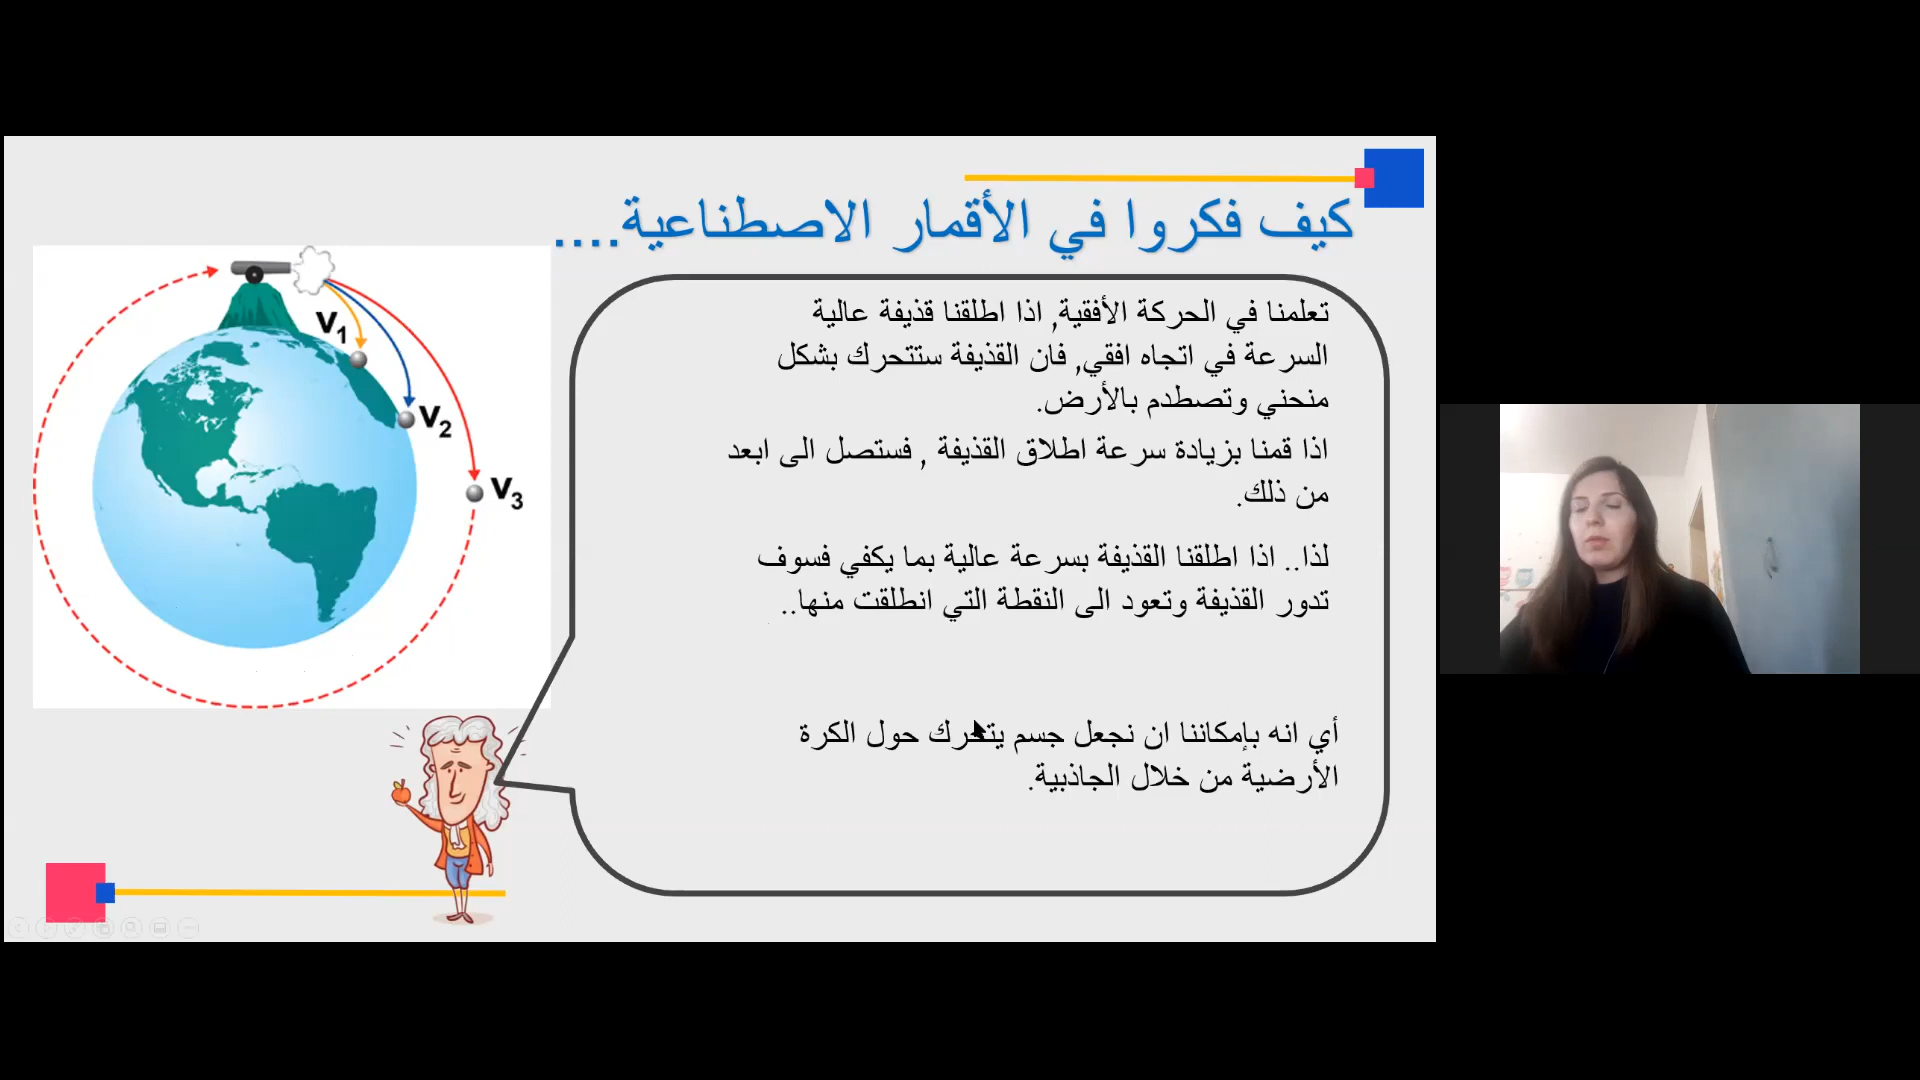 كيف فكروا في الأقمار الاصطناعية....
تعلمنا في الحركة الأفقية, اذا اطلقنا قذيفة عالية
السرعة في اتجاه افقي, فان القذيفة ستتحرك بشكل
منحني وتصطدم بالأرض.
اذا قمنا بزيادة سرعة اطلاق القذيفة , فستصل الى ابعد
من ذلك.
لذا.. اذا اطلقنا القذيفة بسرعة عالية بما يكفي فسوف
تدور القذيفة وتعود الى النقطة التي انطلقت منها..
أي انه بإمكاننا ان نجعل جسم يتحرك حول الكرة
الأرضية من خلال الجاذبية.
V1
V2
V3